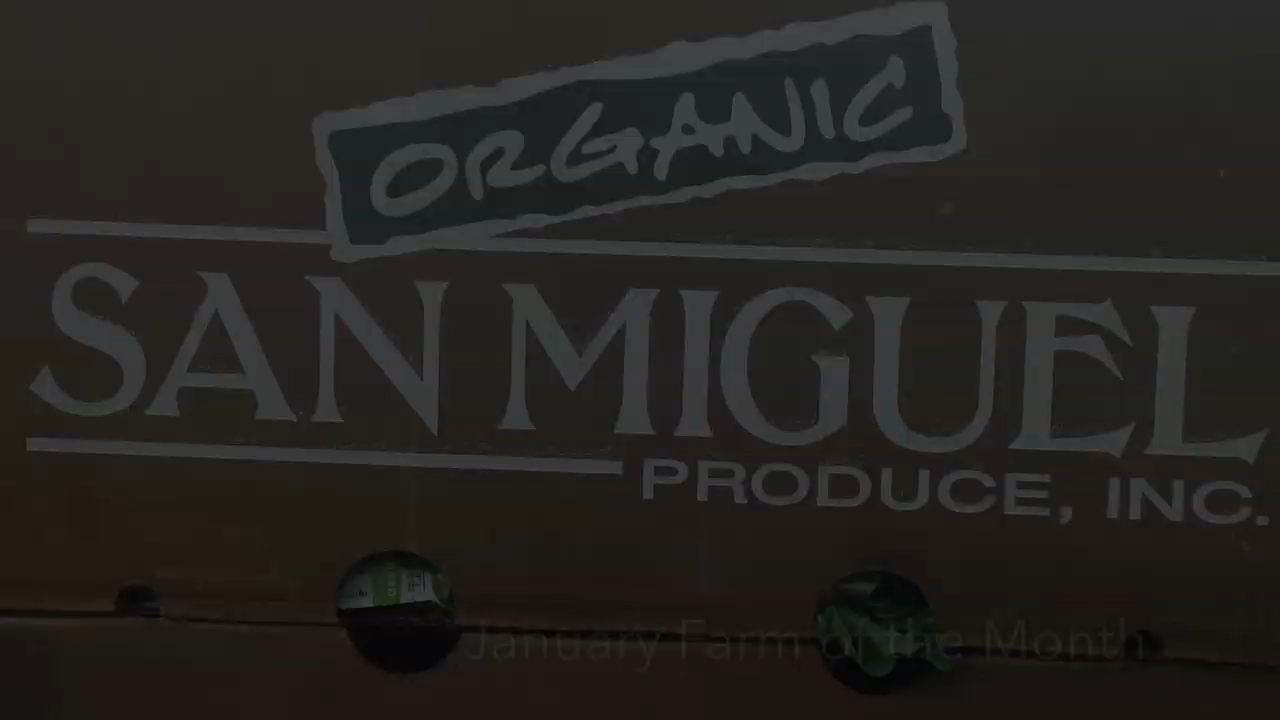 ORGANIC
SAN MIGUEL
PRODUCE, INC.
January Farm of the Month